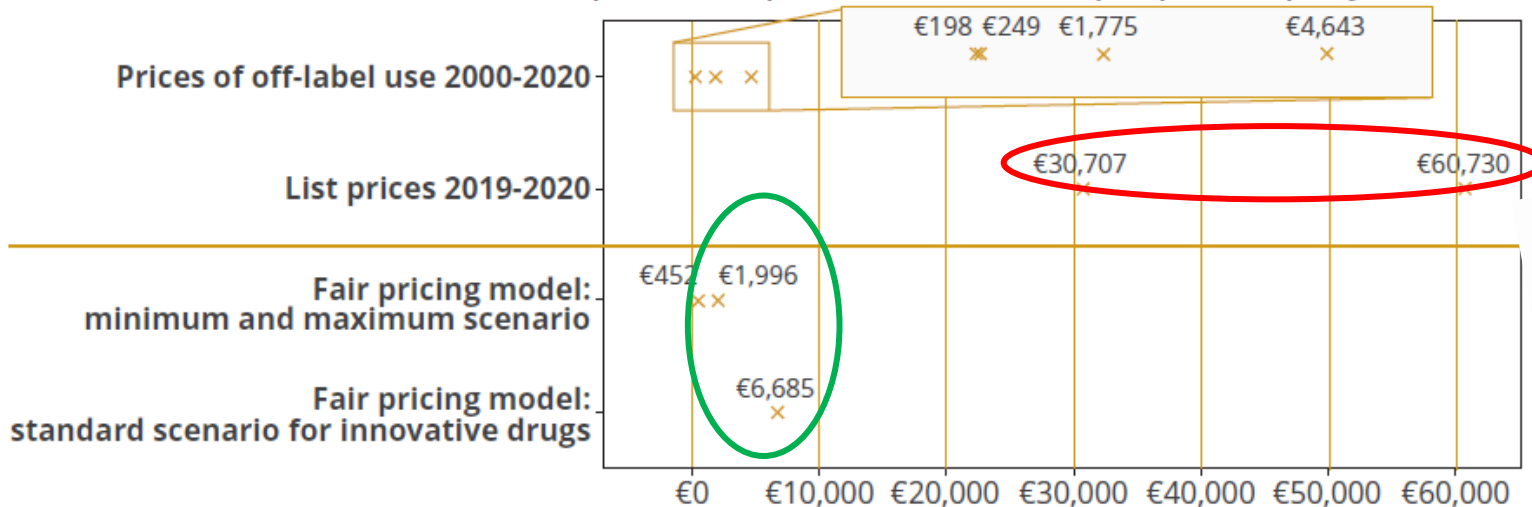 €198 €249 €1,775 €4,643
Prices of off-label use 2000-2020
€30,707 €60,730
List prices 2019-2020
€452 €1,996
Fair pricing model:
minimum and maximum scenario
€6,685
Fair pricing model:
standard scenario for innovative drugs
€0 €10,000 €20,000 €30,000 €40,000 €50,000 €60,000